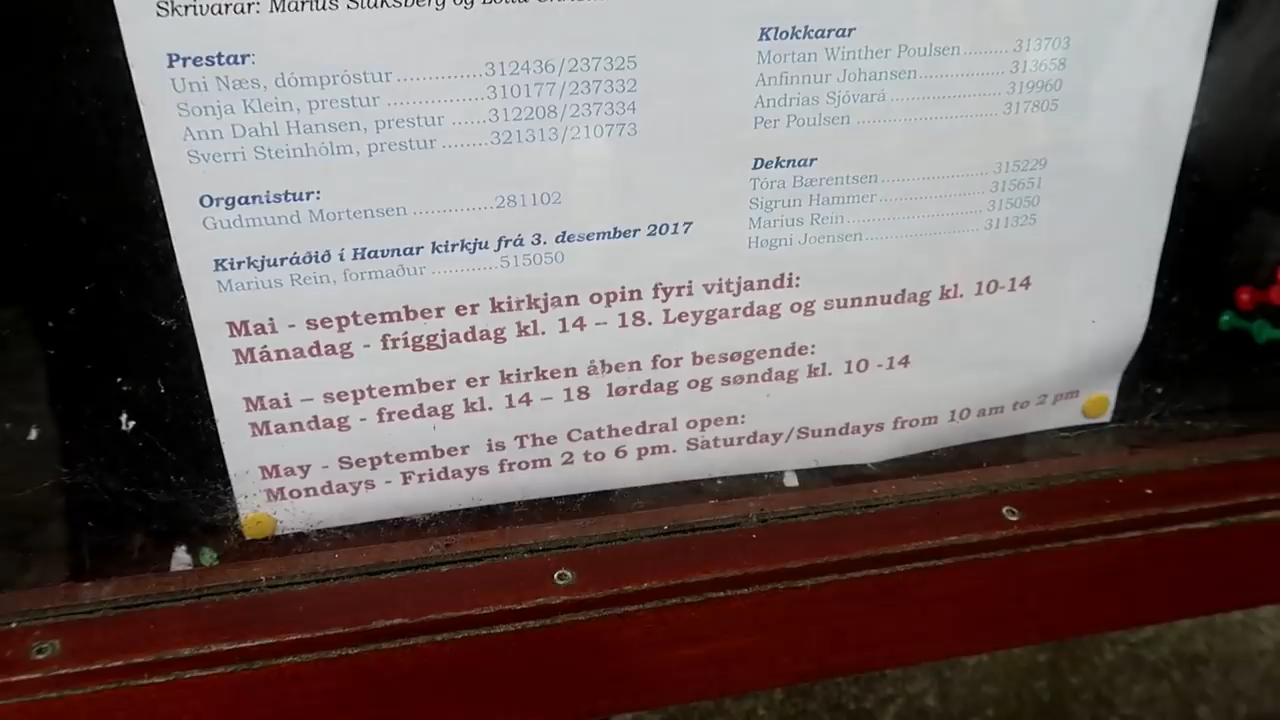 Skrivarar: Marius Staksberg og
Prestar:
Uni Næs, dómpróstur ..............312436/237325
Sonja Klein, prestur ................310177/237332
Ann Dahl Hansen, prestur ......312208/237334
Sverri Steinhólm, prestur ........321313/210773
Organistur:
Gudmund Mortensen .............281102
Kirkjuráðið í Havnar kirkju frá 3. desember 2017
Marius Rein, formaður ...........515050
Klokkarar
Mortan Winther Poulsen......... 313703
Anfinnur Johansen................. 313658
Andrias Sjóvará ...................... 319960
Per Poulsen ............................ 317805
Deknar
Tóra Bærentsen..................... 315229
Sigrun Hammer..................... 315651
Marius Rein........................... 315050
Høgni Joensen....................... 311325
Mai - september er kirkjan opin fyri vitjandi:
Mánadag - fríggjadag kl. 14 – 18. Leygardag og sunnudag kl. 10-14
Mai – september er kirken åben for besøgende:
Mandag - fredag kl. 14 – 18 lørdag og søndag kl. 10 -14
May - September is The Cathedral open:
Mondays - Fridays from 2 to 6 pm. Saturday/Sundays from 10 am to 2 pm